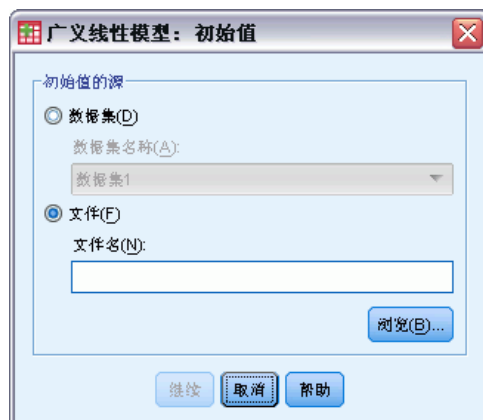 广义线性模型：初始值
初始值的源
数据集(D)
数据集名称(A):
数据集1
文件(F)
文件名(N):
浏览(B)...
继续 取消 帮助